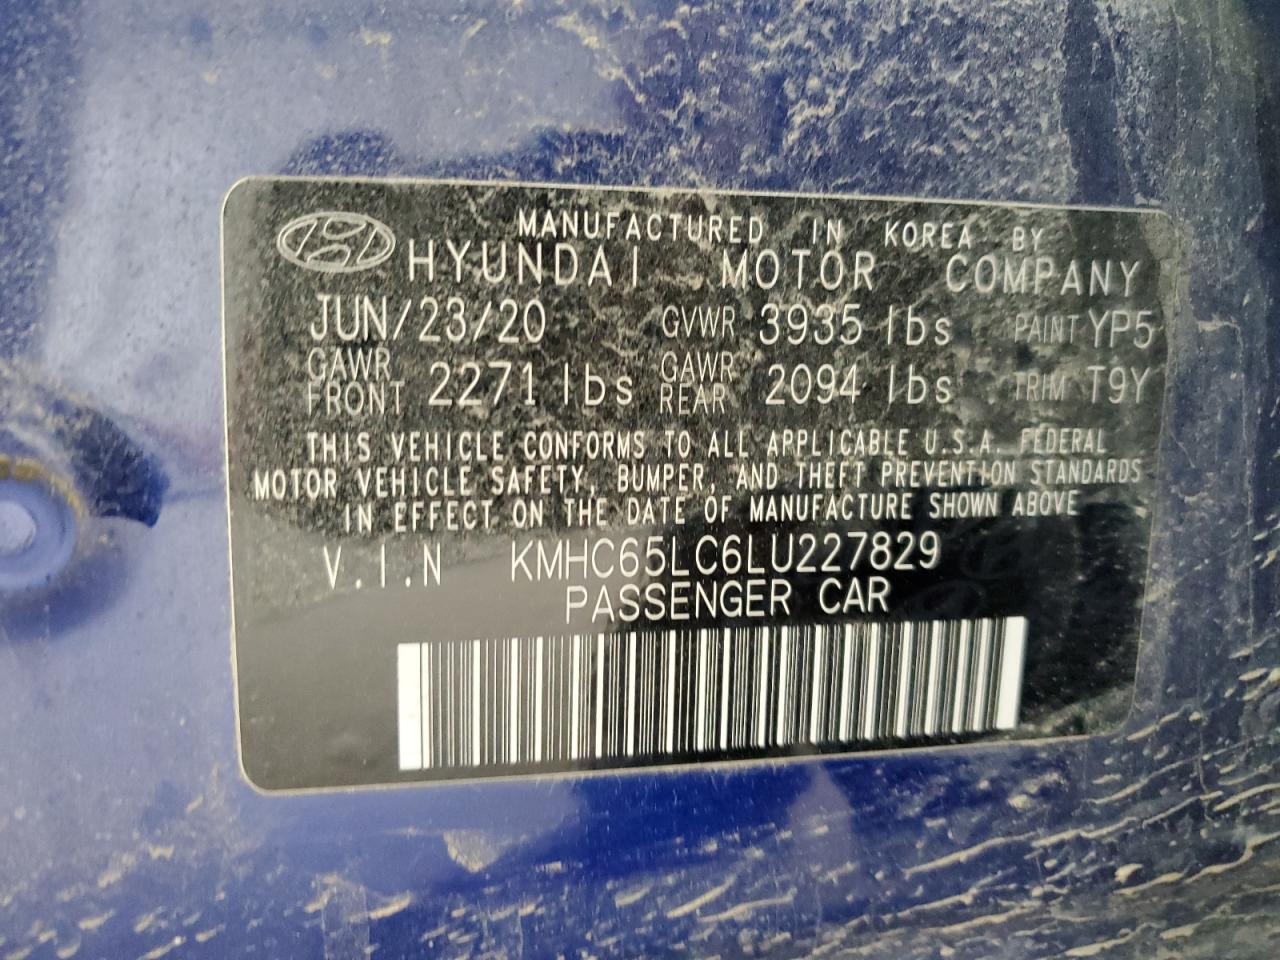 MANUFACTURED IN KOREA BY
HYUNDAI MOTOR COMPANY
JUN/23/20 GVWR 3935 lbs PAINT YP5
GAWR FRONT 2271 lbs GAWR REAR 2094 lbs TRIM T9Y
THIS VEHICLE CONFORMS TO ALL APPLICABLE U.S.A. FEDERAL
MOTOR VEHICLE SAFETY, BUMPER, AND THEFT PREVENTION STANDARDS
IN EFFECT ON THE DATE OF MANUFACTURE SHOWN ABOVE
V.I.N KMHC65LC6LU227829
PASSENGER CAR